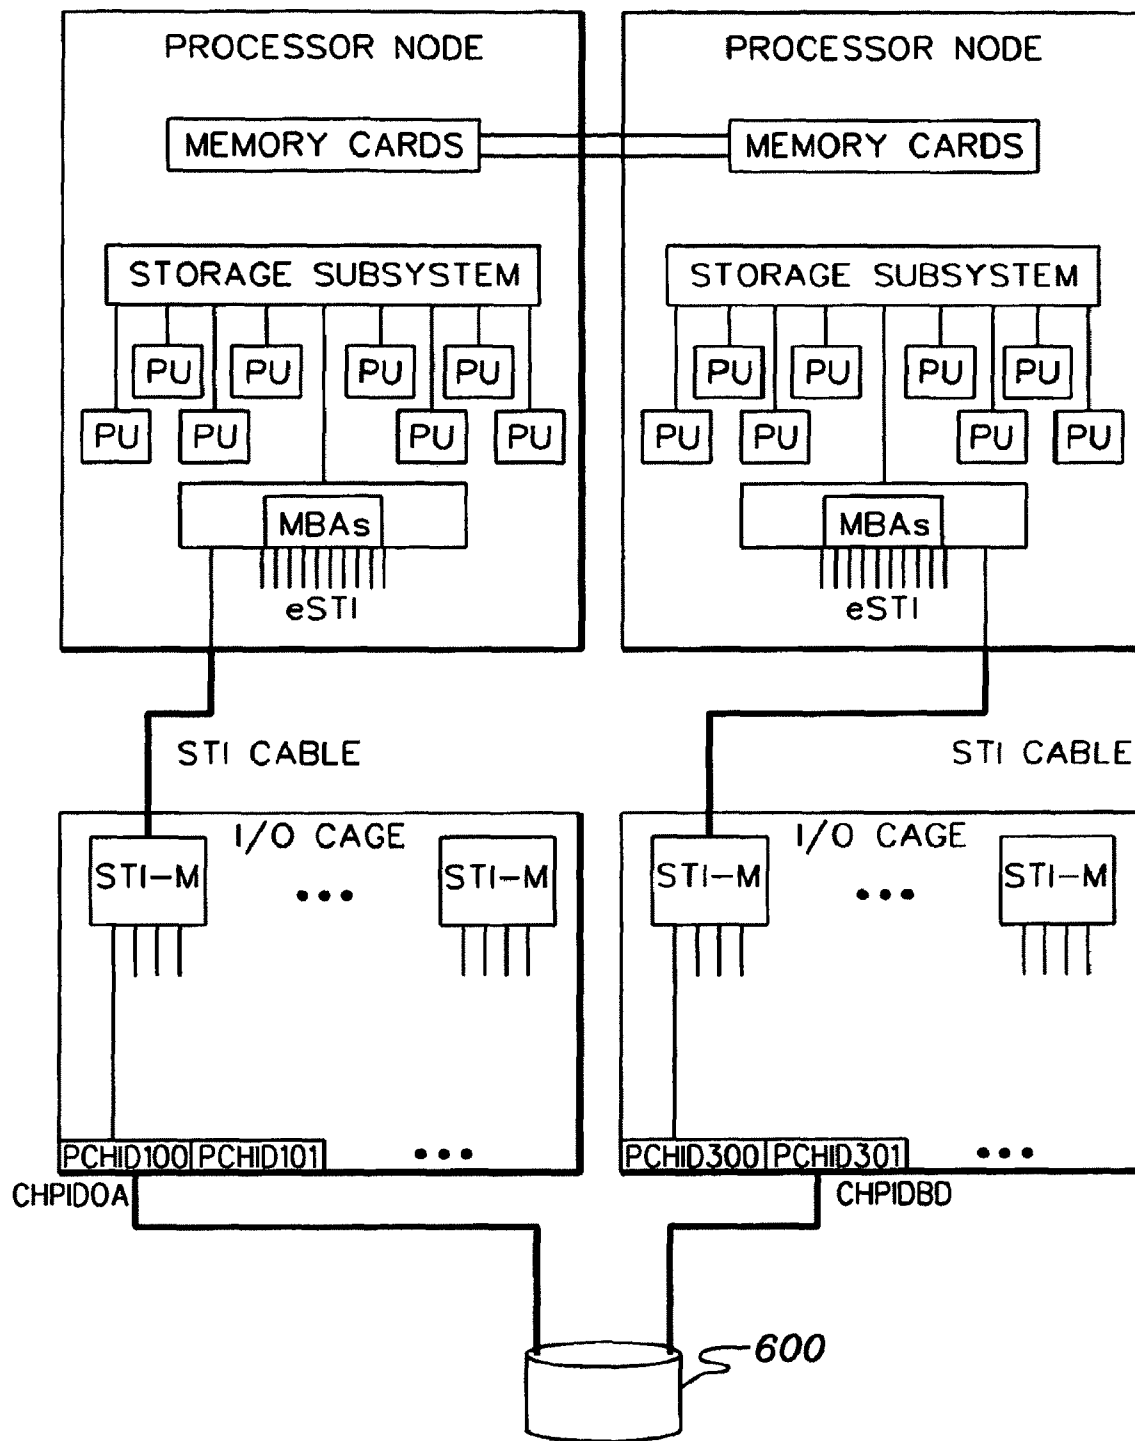 PROCESSOR NODE
PROCESSOR NODE
MEMORY CARDS
MEMORY CARDS
STORAGE SUBSYSTEM
STORAGE SUBSYSTEM
PU PU PU PU
PU PU PU PU
PU PU PU PU
PU PU PU PU
MBAs
MBAs
eSTI
eSTI
STI CABLE
STI CABLE
I/O CAGE
I/O CAGE
STI-M ••• STI-M
STI-M ••• STI-M
PCHID100 PCHID101 •••
PCHID300 PCHID301 •••
CHPID0A
CHPIDBD
600